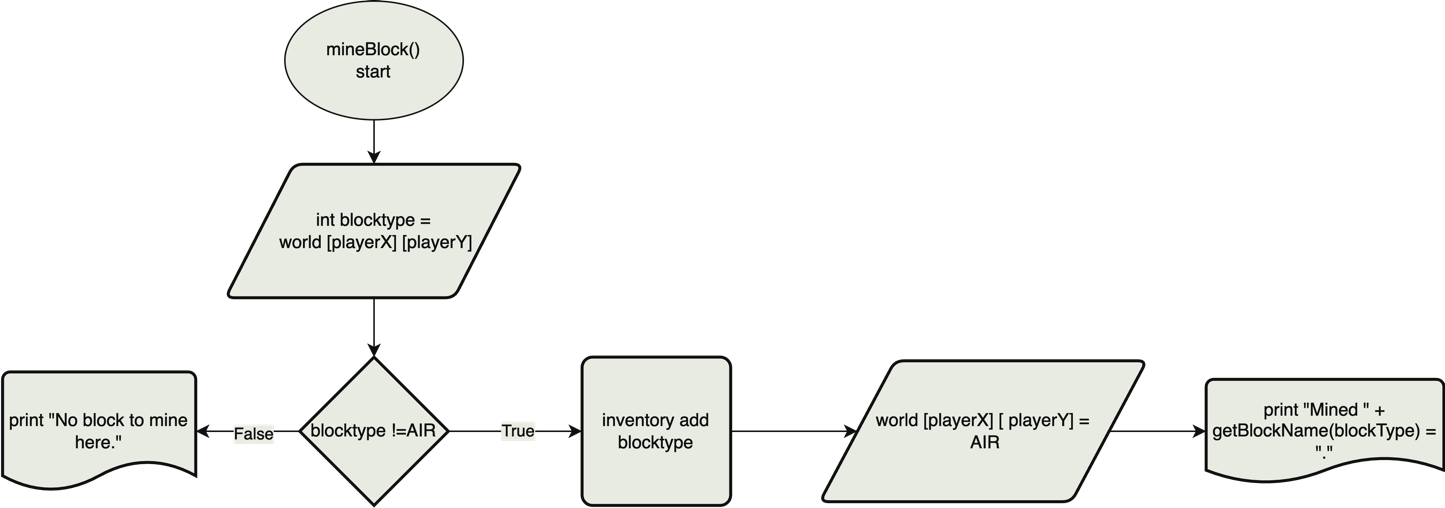 mineBlock()
start
int blocktype =
world [playerX] [playerY]
print "No block to mine
here."
False
blocktype !=AIR
True
inventory add
blocktype
world [playerX] [ playerY] =
AIR
print "Mined " +
getBlockName(blockType) =
"."